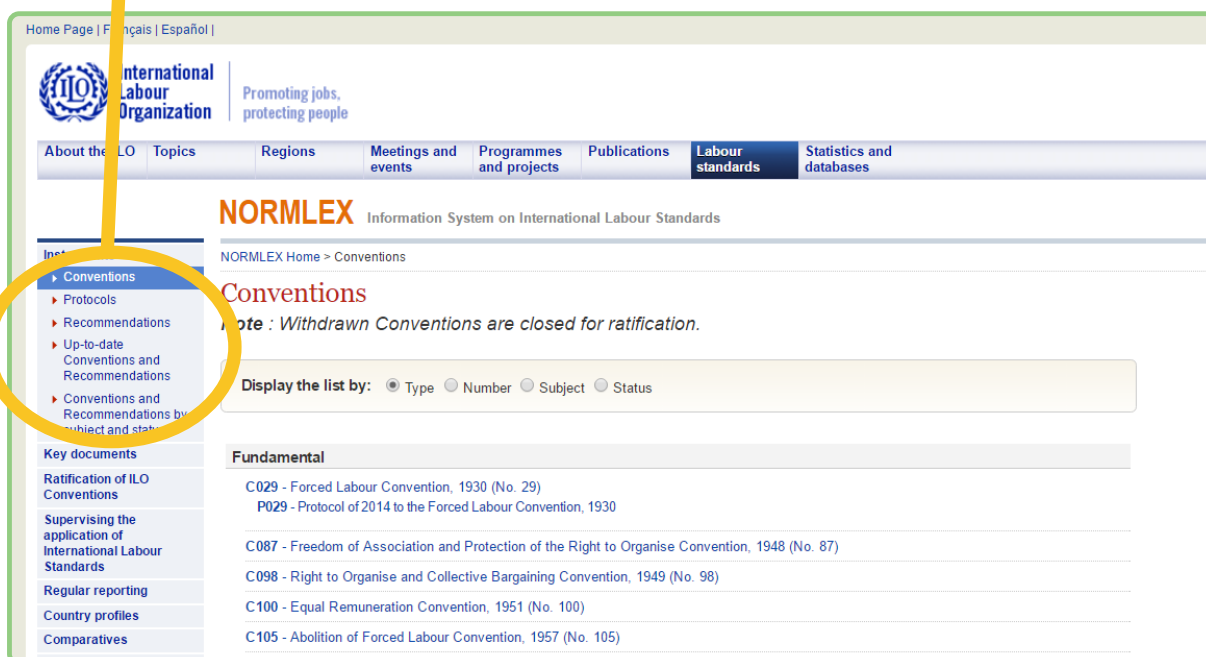 Home Page | Français | Español |
International
Labour
Organization
Promoting jobs,
protecting people
About the ILO
Topics
Regions
Meetings and
events
Programmes
and projects
Publications
Labour
standards
Statistics and
databases
NORMLEX Information System on International Labour Standards
NORMLEX Home > Conventions
Conventions
Protocols
Recommendations
Up-to-date
Conventions and
Recommendations
Conventions and
Recommendations by
subject and status
Key documents
Ratification of ILO
Conventions
Supervising the
application of
International Labour
Standards
Regular reporting
Country profiles
Comparatives
Conventions
Note : Withdrawn Conventions are closed for ratification.
Display the list by: Type Number Subject Status
Fundamental
C029 - Forced Labour Convention, 1930 (No. 29)
P029 - Protocol of 2014 to the Forced Labour Convention, 1930
C087 - Freedom of Association and Protection of the Right to Organise Convention, 1948 (No. 87)
C098 - Right to Organise and Collective Bargaining Convention, 1949 (No. 98)
C100 - Equal Remuneration Convention, 1951 (No. 100)
C105 - Abolition of Forced Labour Convention, 1957 (No. 105)